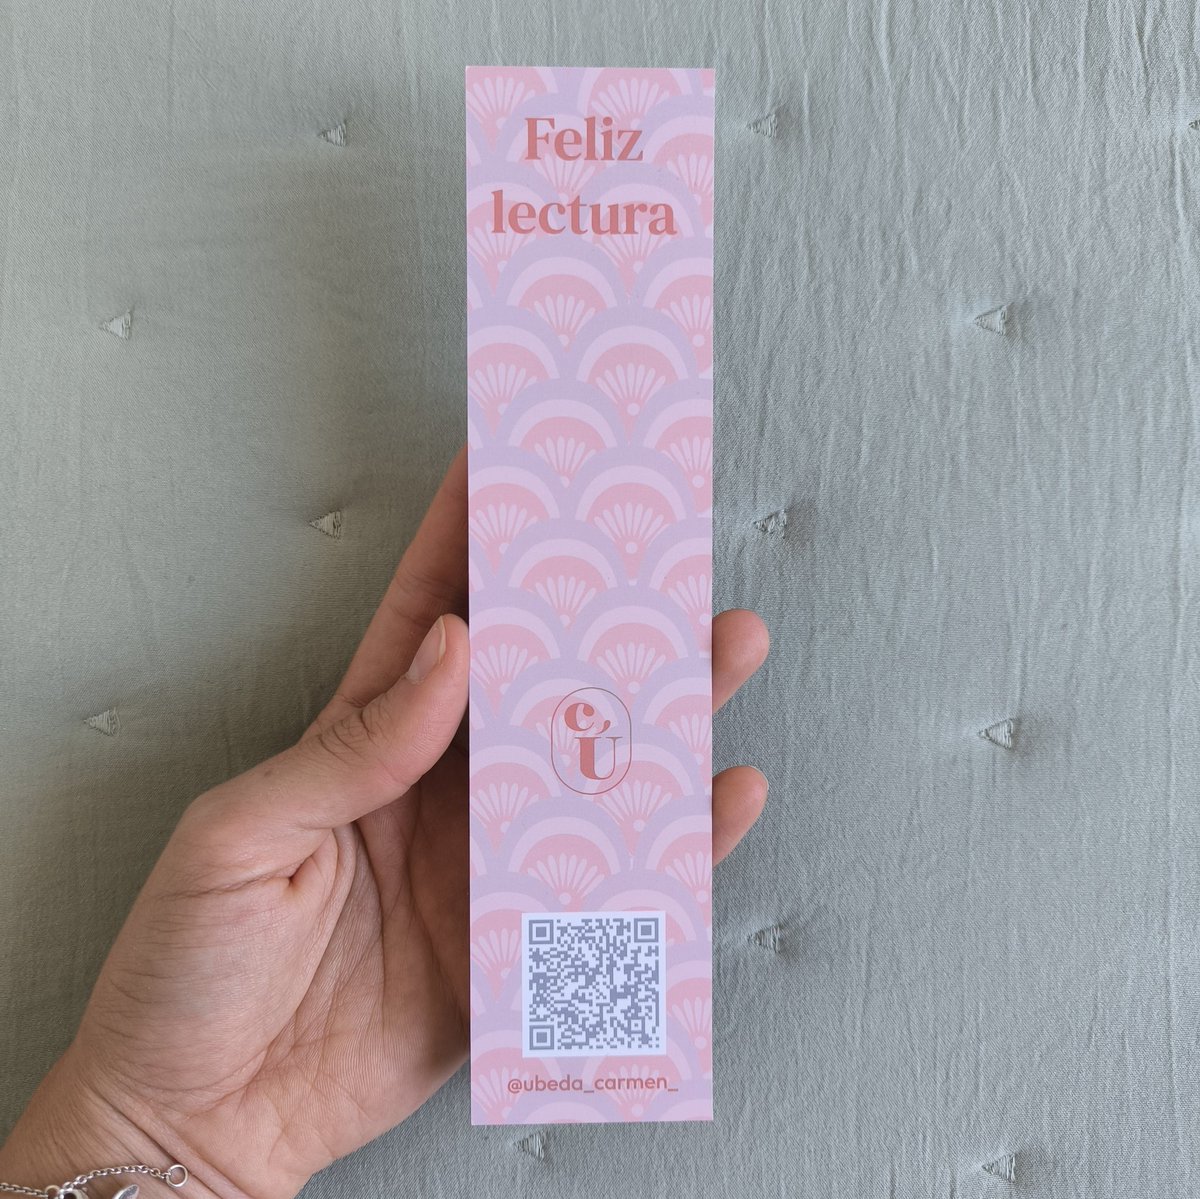 Feliz
lectura
c,
U
@ubeda_carmen_